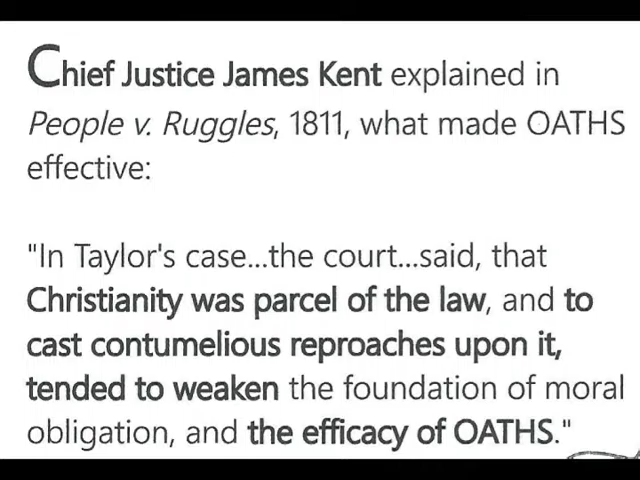 Chief Justice James Kent explained in
People v. Ruggles, 1811, what made OATHS
effective:
"In Taylor's case...the court...said, that
Christianity was parcel of the law, and to
cast contumelious reproaches upon it,
tended to weaken the foundation of moral
obligation, and the efficacy of OATHS."